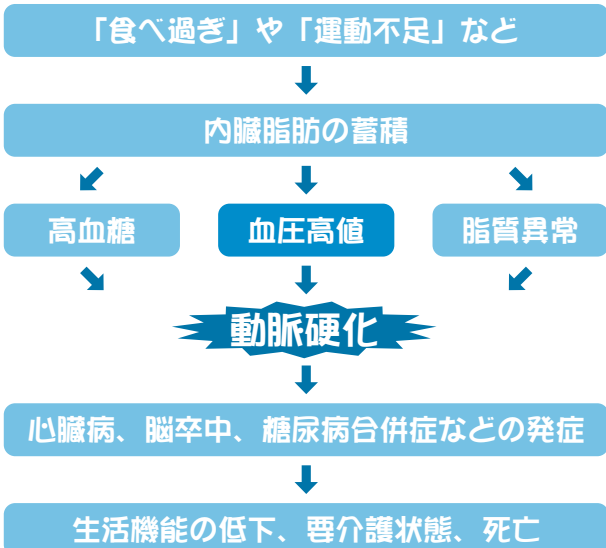 「食べ過ぎ」や「運動不足」など
内臓脂肪の蓄積
高血糖
血圧高値
脂質異常
動脈硬化
心臓病、脳卒中、糖尿病合併症などの発症
生活機能の低下、要介護状態、死亡